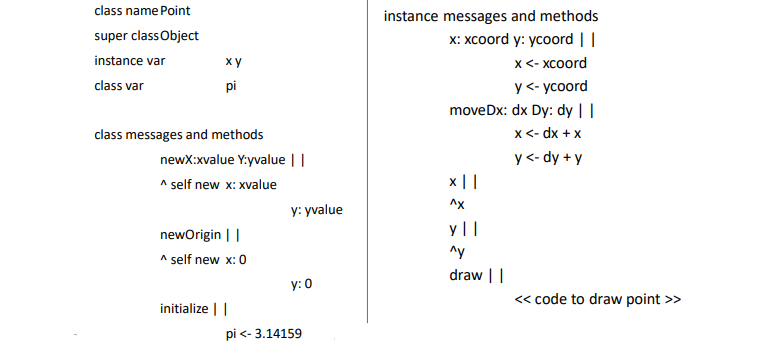 class name Point
super class Object
instance var x y
class var pi
class messages and methods
newX:xvalue Y:yvalue | |
^ self new x: xvalue
y: yvalue
newOrigin | |
^ self new x: 0
y: 0
initialize | |
pi <- 3.14159
instance messages and methods
x: xcoord y: ycoord | |
x <- xcoord
y <- ycoord
moveDx: dx Dy: dy | |
x <- dx + x
y <- dy + y
x | |
^x
y | |
^y
draw | |
<< code to draw point >>